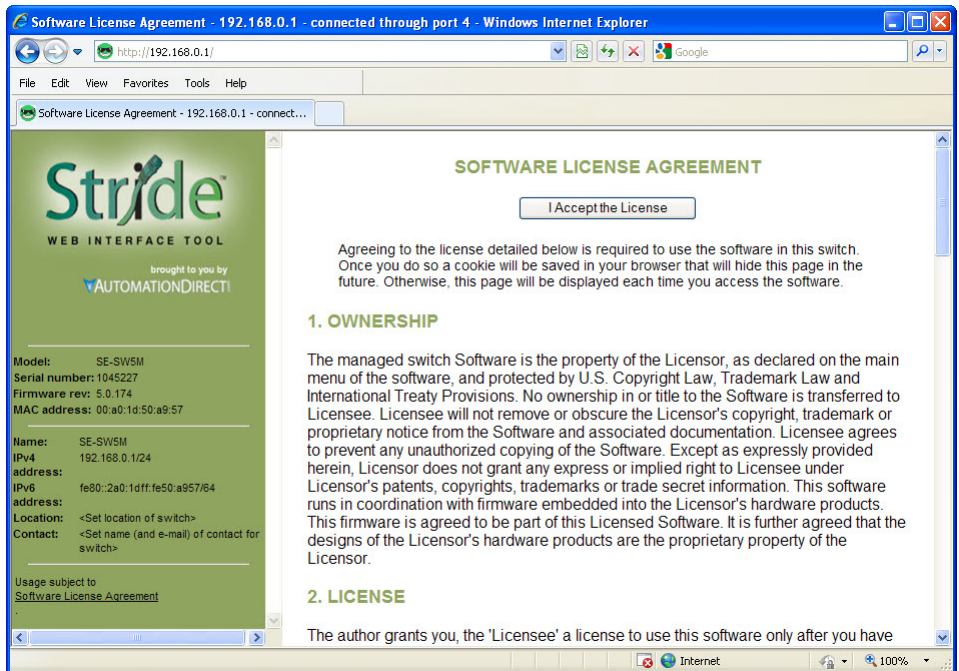 Software License Agreement - 192.168.0.1 - connected through port 4 - Windows Internet Explorer
http://192.168.0.1/
Google
File Edit View Favorites Tools Help
Software License Agreement - 192.168.0.1 - connect...
Stride™
WEB INTERFACE TOOL
brought to you by
AUTOMATIONDIRECT
Model: SE-SW5M
Serial number: 1045227
Firmware rev: 5.0.174
MAC address: 00:a0:1d:50:a9:57
Name: SE-SW5M
IPv4 192.168.0.1/24
address:
IPv6 fe80::2a0:1dff:fe50:a957/64
address:
Location: <Set location of switch>
Contact: <Set name (and e-mail) of contact for
switch>
Usage subject to
Software License Agreement
.
SOFTWARE LICENSE AGREEMENT
I Accept the License
Agreeing to the license detailed below is required to use the software in this switch.
Once you do so a cookie will be saved in your browser that will hide this page in the
future. Otherwise, this page will be displayed each time you access the software.
1. OWNERSHIP
The managed switch Software is the property of the Licensor, as declared on the main
menu of the software, and protected by U.S. Copyright Law, Trademark Law and
International Treaty Provisions. No ownership in or title to the Software is transferred to
Licensee. Licensee will not remove or obscure the Licensor's copyright, trademark or
proprietary notice from the Software and associated documentation. Licensee agrees
to prevent any unauthorized copying of the Software. Except as expressly provided
herein, Licensor does not grant any express or implied right to Licensee under
Licensor's patents, copyrights, trademarks or trade secret information. This software
runs in coordination with firmware embedded into the Licensor's hardware products.
This firmware is agreed to be part of this Licensed Software. It is further agreed that the
designs of the Licensor's hardware products are the proprietary property of the
Licensor.
2. LICENSE
The author grants you, the 'Licensee' a license to use this software only after you have
Internet
100%